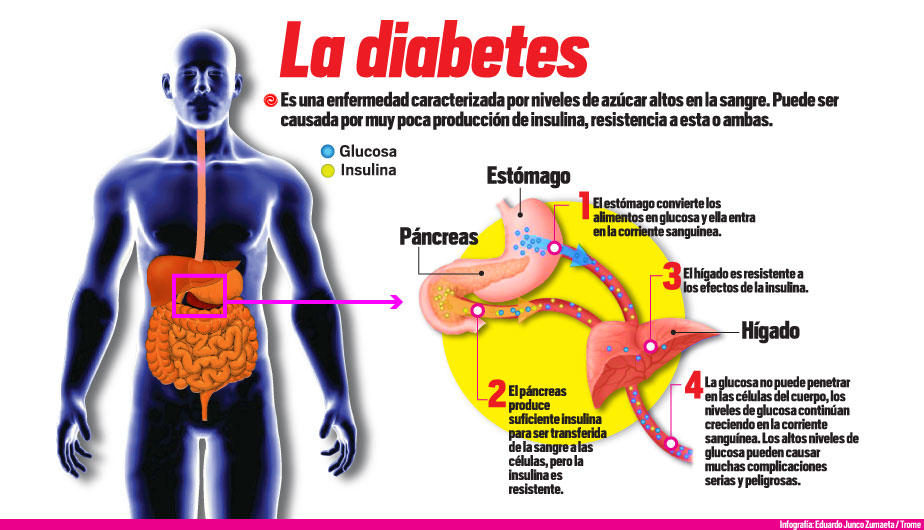 La diabetes
Es una enfermedad caracterizada por niveles de azúcar altos en la sangre. Puede ser
causada por muy poca producción de insulina, resistencia a esta o ambas.
Glucosa
Insulina
Estómago
1
El estómago convierte los
alimentos en glucosa y ella entra
en la corriente sanguínea.
Páncreas
3
El hígado es resistente a
los efectos de la insulina.
Hígado
2
El páncreas
produce
suficiente insulina
para ser transferida
de la sangre a las
células, pero la
insulina es
resistente.
4
La glucosa no puede penetrar
en las células del cuerpo, los
niveles de glucosa continúan
creciendo en la corriente
sanguínea. Los altos niveles de
glucosa pueden causar
muchas complicaciones
serias y peligrosas.
Infografía: Eduardo Junco Zumaeta / Trome